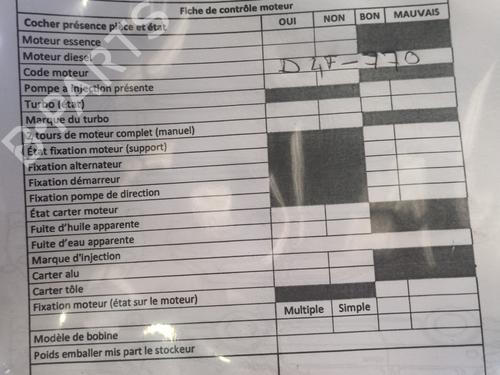 Fiche de contrôle moteur
Cocher présence pièce et état OUI NON BON MAUVAIS
Moteur essence
Moteur diesel
Code moteur D4F-770
Pompe a injection présente
Turbo (état)
Marque du turbo
2 tours de moteur complet (manuel)
État fixation moteur (support)
Fixation alternateur
Fixation démarreur
Fixation pompe de direction
État carter moteur
Fuite d'huile apparente
Fuite d'eau apparente
Marque d'injection
Carter alu
Carter tôle
Fixation moteur (état sur le moteur) Multiple Simple
Modèle de bobine
Poids emballer mis part le stockeur